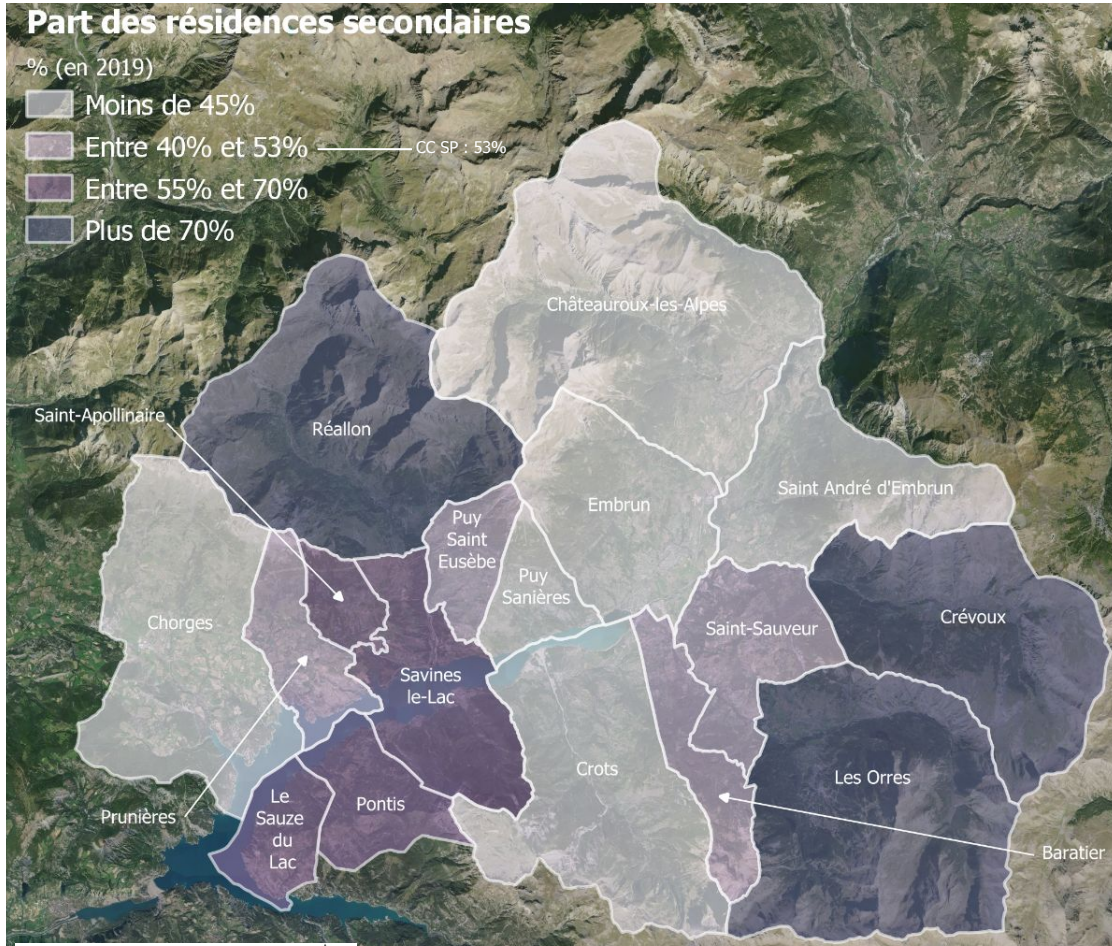 Part des résidences secondaires
% (en 2019)
Moins de 45%
Entre 40% et 53%
CC SP : 53%
Entre 55% et 70%
Plus de 70%
Châteauroux-les-Alpes
Saint-Apollinaire
Réallon
Saint André d'Embrun
Embrun
Puy
Saint
Eusèbe
Puy
Sanières
Chorges
Crévoux
Saint-Sauveur
Savines
le-Lac
Crots
Les Orres
Le
Sauze
du
Lac
Pontis
Prunières
Baratier